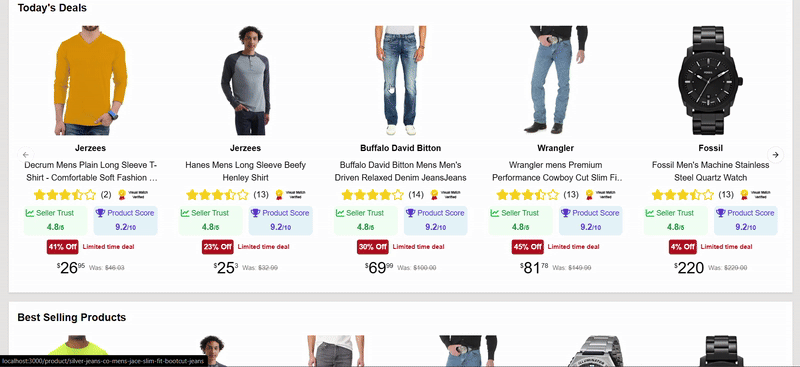 Today's Deals
Jerzees
Decrum Mens Plain Long Sleeve T-
Shirt - Comfortable Soft Fashion ...
(2)
Visual Match
Verified
Seller Trust
4.8/5
Product Score
9.2/10
41% Off
Limited time deal
$26⁹⁵
Was: $46.03
Jerzees
Hanes Mens Long Sleeve Beefy
Henley Shirt
(13)
Visual Match
Verified
Seller Trust
4.8/5
Product Score
9.2/10
23% Off
Limited time deal
$25³
Was: $32.99
Buffalo David Bitton
Buffalo David Bitton Mens Men's
Driven Relaxed Denim JeansJeans
(14)
Visual Match
Verified
Seller Trust
4.8/5
Product Score
9.2/10
30% Off
Limited time deal
$69⁹⁹
Was: $100.00
Wrangler
Wrangler mens Premium
Performance Cowboy Cut Slim Fi...
(13)
Visual Match
Verified
Seller Trust
4.8/5
Product Score
9.2/10
45% Off
Limited time deal
$81⁷⁸
Was: $149.99
Fossil
Fossil Men's Machine Stainless
Steel Quartz Watch
(13)
Visual Match
Verified
Seller Trust
4.8/5
Product Score
9.2/10
4% Off
Limited time deal
$220
Was: $229.00
Best Selling Products
localhost:3000/product/silver-jeans-co-mens-jace-slim-fit-bootcut-jeans